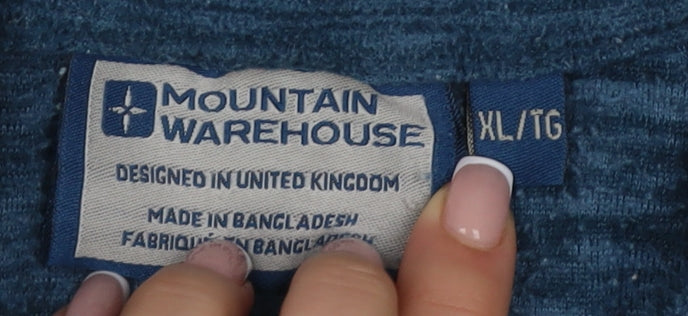 MOUNTAIN
WAREHOUSE
XL/TG
DESIGNED IN UNITED KINGDOM
MADE IN BANGLADESH
FABRIQUÉ EN BANGLADESH